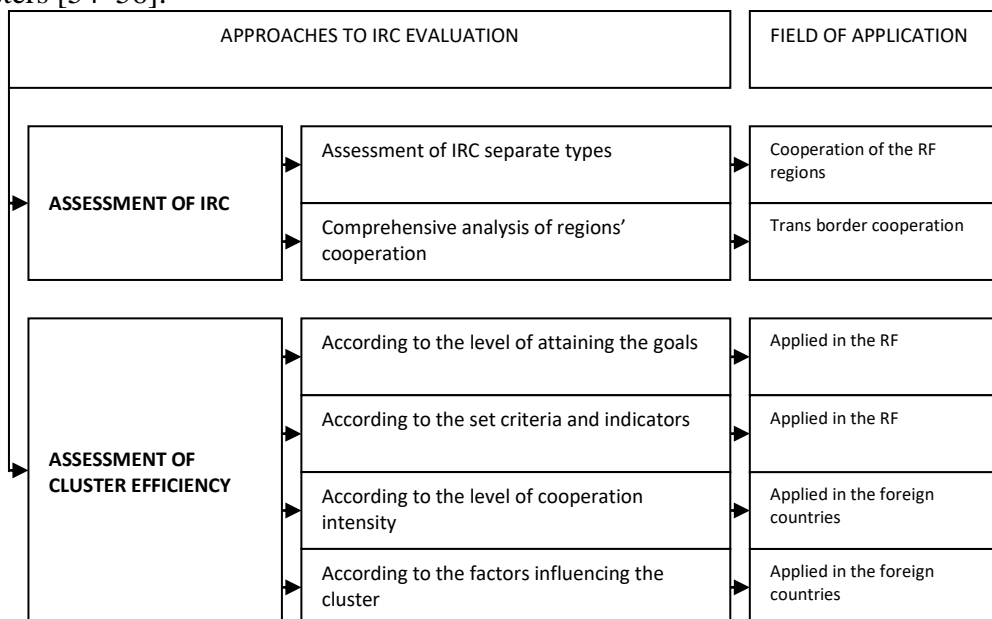 [34–36].
APPROACHES TO IRC EVALUATION
FIELD OF APPLICATION
ASSESSMENT OF IRC
Assessment of IRC separate types
Cooperation of the RF
regions
Comprehensive analysis of regions’
cooperation
Trans border cooperation
ASSESSMENT OF
CLUSTER EFFICIENCY
According to the level of attaining the goals
Applied in the RF
According to the set criteria and indicators
Applied in the RF
According to the level of cooperation
intensity
Applied in the foreign
countries
According to the factors influencing the
cluster
Applied in the foreign
countries